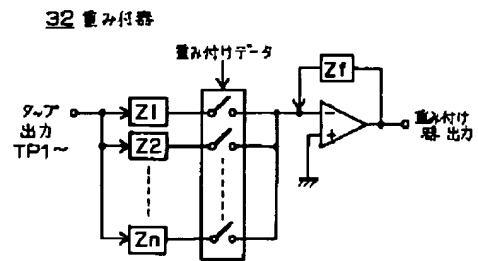 32 重み付器
重み付けデータ
Zf
Z1
タップ
出力
TP1～
Z2
Zn
−
+
重み付け
器 出力